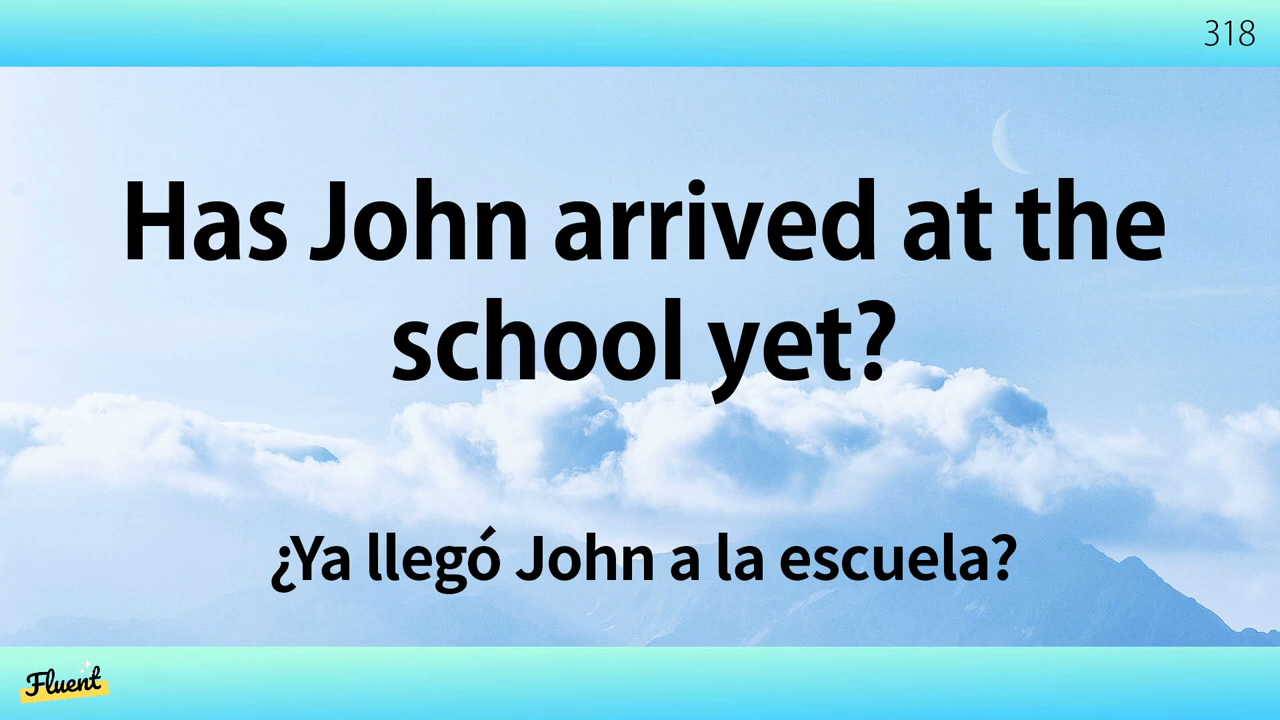 318
Has John arrived at the
school yet?
¿Ya llegó John a la escuela?
Fluent